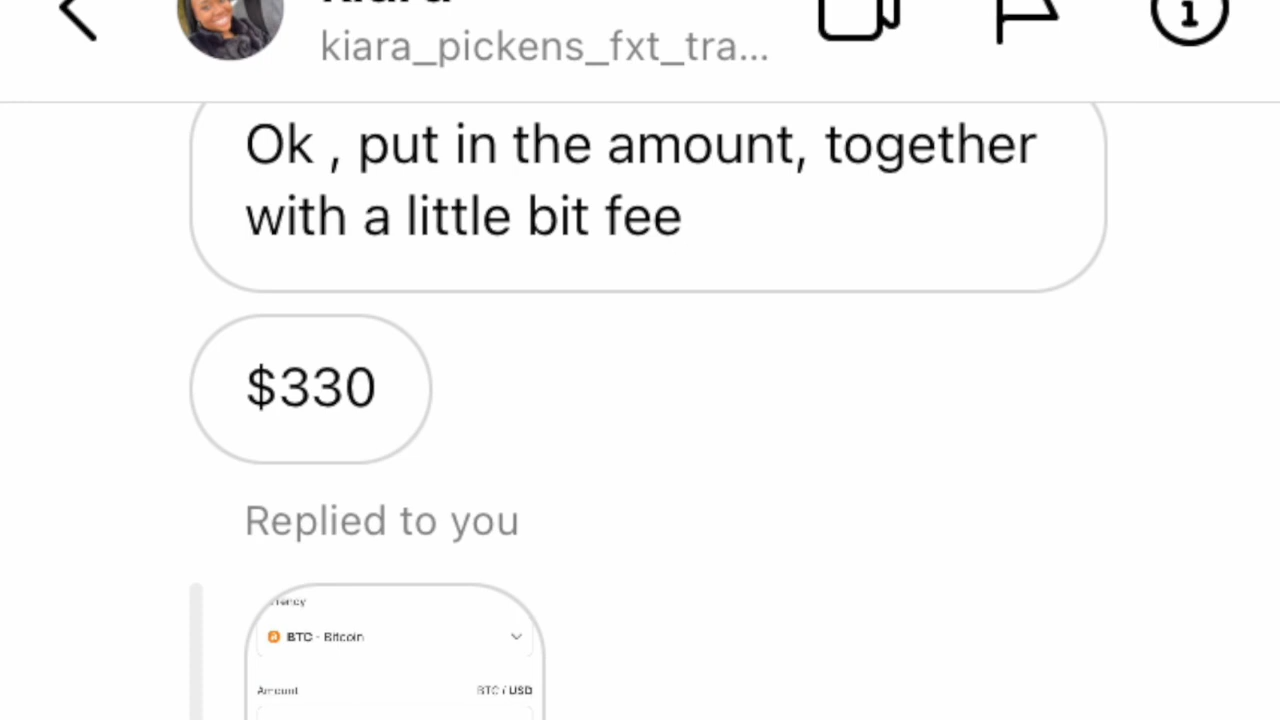 kiara_pickens_fxt_tra...
Ok , put in the amount, together
with a little bit fee
$330
Replied to you
BTC - Bitcoin
Amount BTC / USD